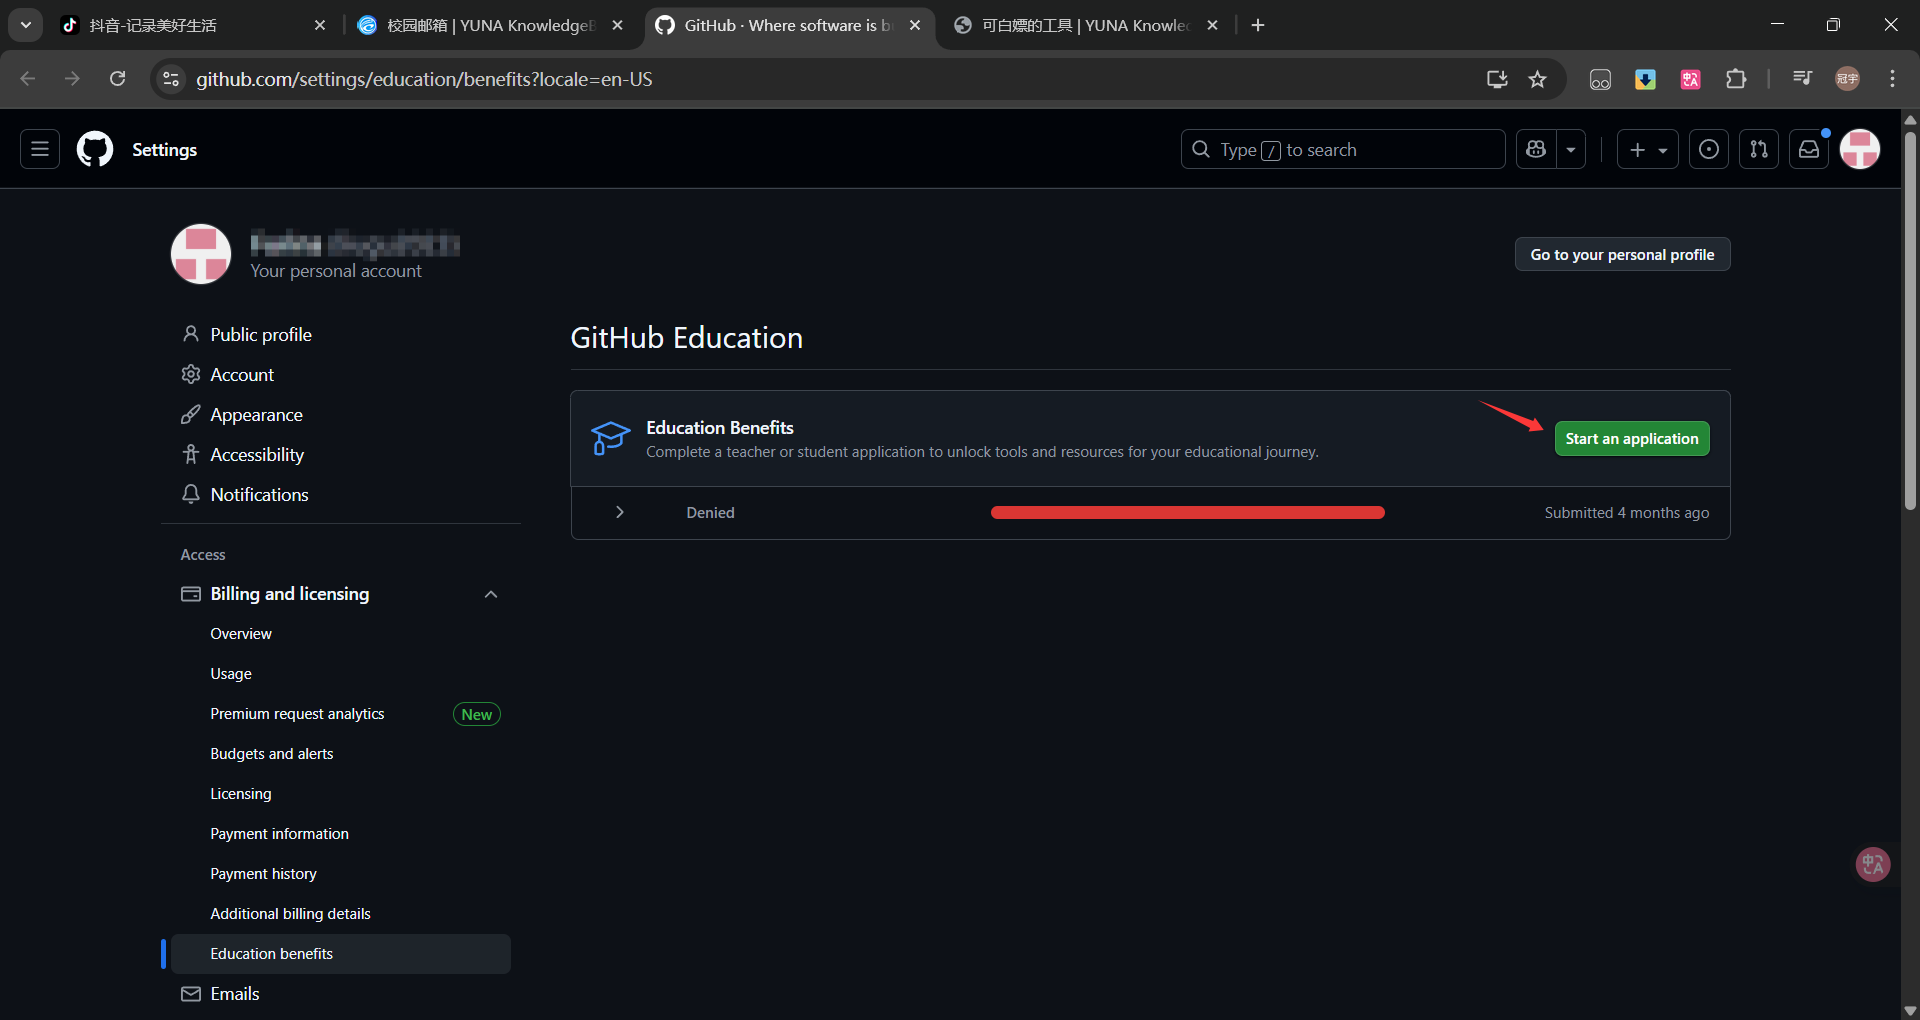 抖音-记录美好生活
校园邮箱 | YUNA KnowledgeB
GitHub · Where software is b
可白嫖的工具 | YUNA Knowled
github.com/settings/education/benefits?locale=en-US
冠宇
Settings
Type / to search
Your personal account
Go to your personal profile
Public profile
Account
Appearance
Accessibility
Notifications
Access
Billing and licensing
Overview
Usage
Premium request analytics New
Budgets and alerts
Licensing
Payment information
Payment history
Additional billing details
Education benefits
Emails
GitHub Education
Education Benefits
Complete a teacher or student application to unlock tools and resources for your educational journey.
Start an application
Denied
Submitted 4 months ago
中A